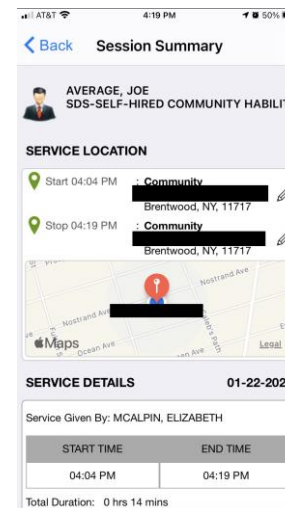 AT&T 4:19 PM 50%
Back Session Summary
AVERAGE, JOE
SDS-SELF-HIRED COMMUNITY HABILIT
SERVICE LOCATION
Start 04:04 PM : Community
Brentwood, NY, 11717
Stop 04:19 PM : Community
Brentwood, NY, 11717
Nostrand Ave
Nostrand Ave
Maps
Ocean Ave
Legal
SERVICE DETAILS 01-22-202
Service Given By: MCALPIN, ELIZABETH
START TIME END TIME
04:04 PM 04:19 PM
Total Duration: 0 hrs 14 mins